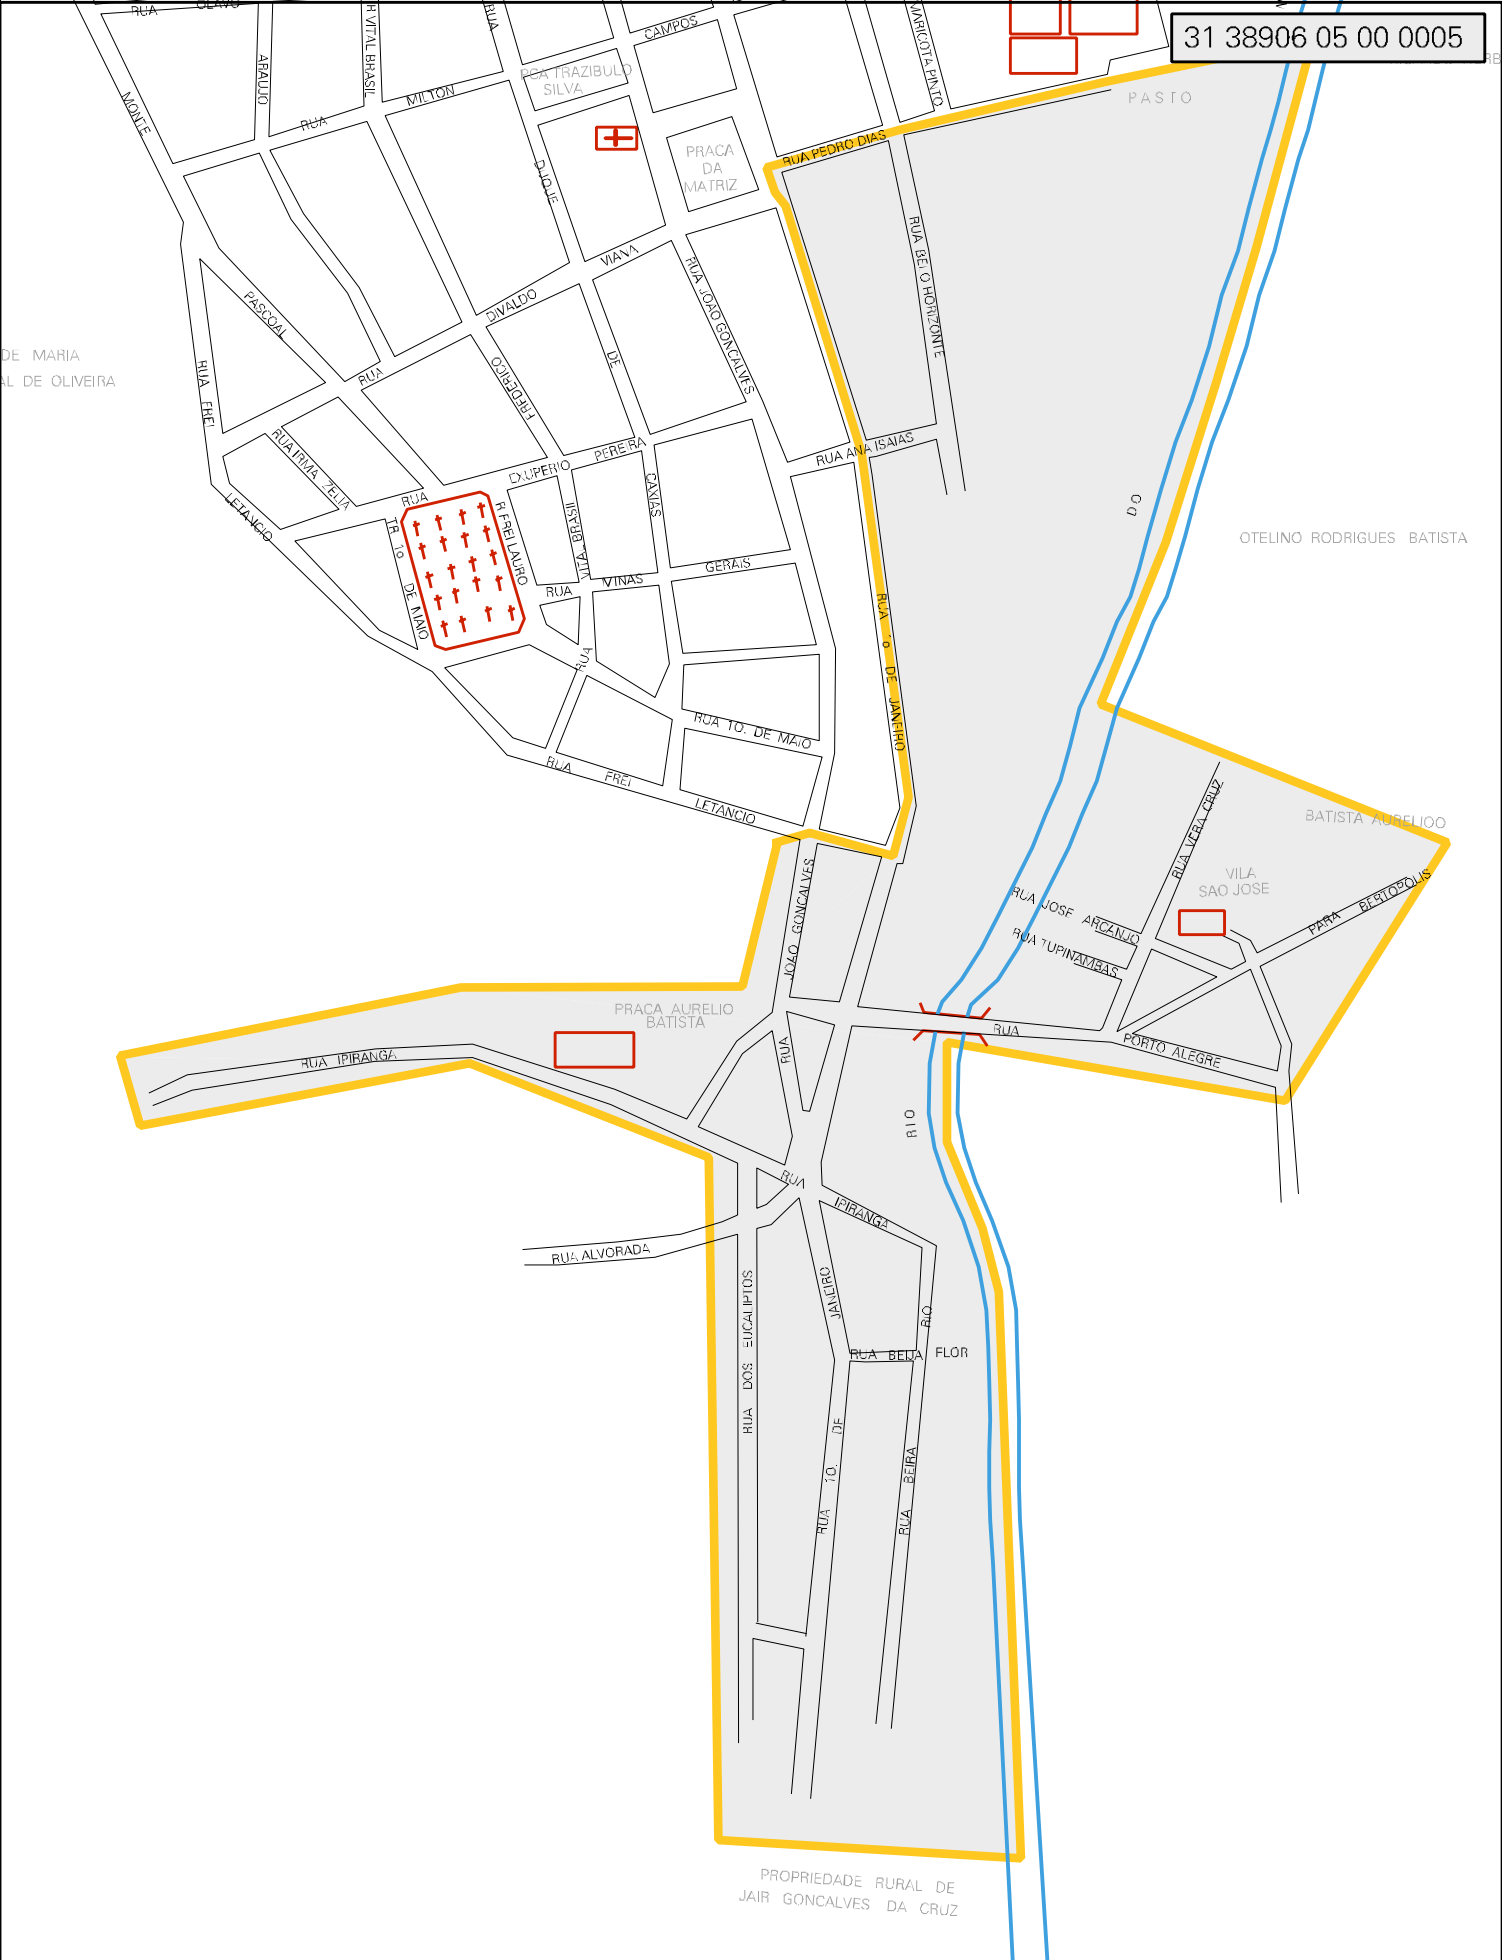 31 38906 05 00 0005
RUA
OLAVO
R VITAL BRASIL
RUA
CAMPOS
MARICOTA PINTO
ARAUJO
PCA TRAZIBULO
SILVA
MONTE
MILTON
RUA
PASTO
RUA PEDRO DIAS
PRACA
DA
MATRIZ
DUQUE
RUA BELO HORIZONTE
VIANA
DIVALDO
RUA JOAO GONCALVES
PASCOAL
DE MARIA
AL DE OLIVEIRA
RUA FREI
RUA
FREDERICO
DE
RUA IRMA ZELIA
RUA ANA ISAIAS
PEREIRA
EXUPERIO
RUA
CAXIAS
LETANCIO
TR 1o DE MAIO
R FREI LAURO
VITAL BRASIL
DO
OTELINO RODRIGUES BATISTA
RUA MINAS GERAIS
RUA 1o DE JANEIRO
RUA
RUA 1O. DE MAIO
RUA FREI LETANCIO
RUA VERA CRUZ
BATISTA AURELIOO
VILA
SAO JOSE
PARA BERTOPOLIS
RUA JOSE ARCANJO
RUA TUPINAMBAS
JOAO GONCALVES
RUA
PRACA AURELIO
BATISTA
RUA PORTO ALEGRE
RUA IPIRANGA
RIO
RUA IPIRANGA
RUA ALVORADA
RUA DOS EUCALIPTOS
RUA 1O. DE JANEIRO
RUA BEIRA RIO
RUA BEIJA FLOR
PROPRIEDADE RURAL DE
JAIR GONCALVES DA CRUZ